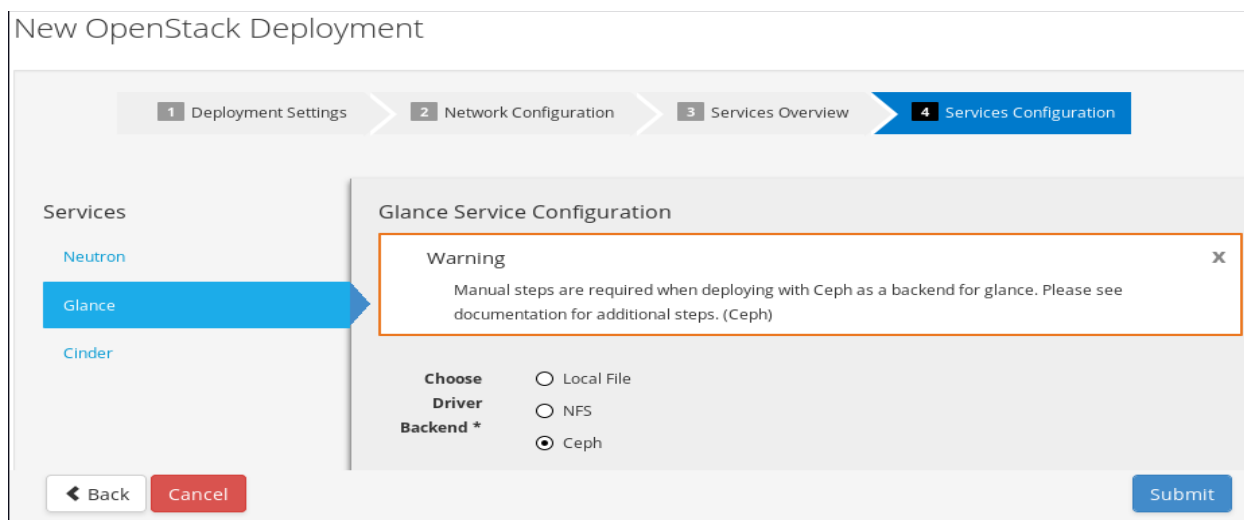 New OpenStack Deployment
1 Deployment Settings
2 Network Configuration
3 Services Overview
4 Services Configuration
Services
Neutron
Glance
Cinder
Glance Service Configuration
Warning
x
Manual steps are required when deploying with Ceph as a backend for glance. Please see
documentation for additional steps. (Ceph)
Choose
Driver
Backend *
Local File
NFS
Ceph
Back
Cancel
Submit